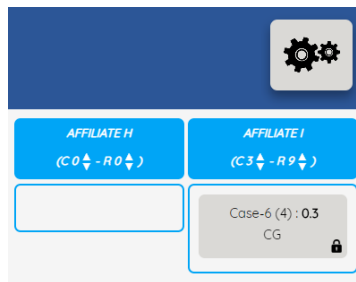 AFFILIATE H
(C0 - R0)
AFFILIATE I
(C3 - R9)
Case-6 (4) : 0.3
CG